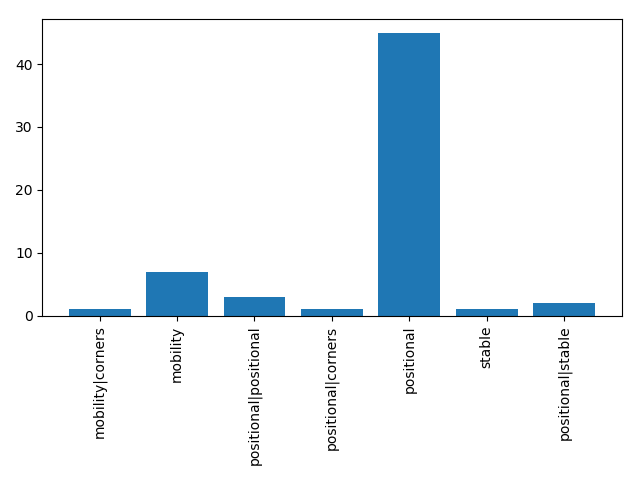 40
30
20
10
0
mobility|corners
mobility
positional|positional
positional|corners
positional
stable
positional|stable